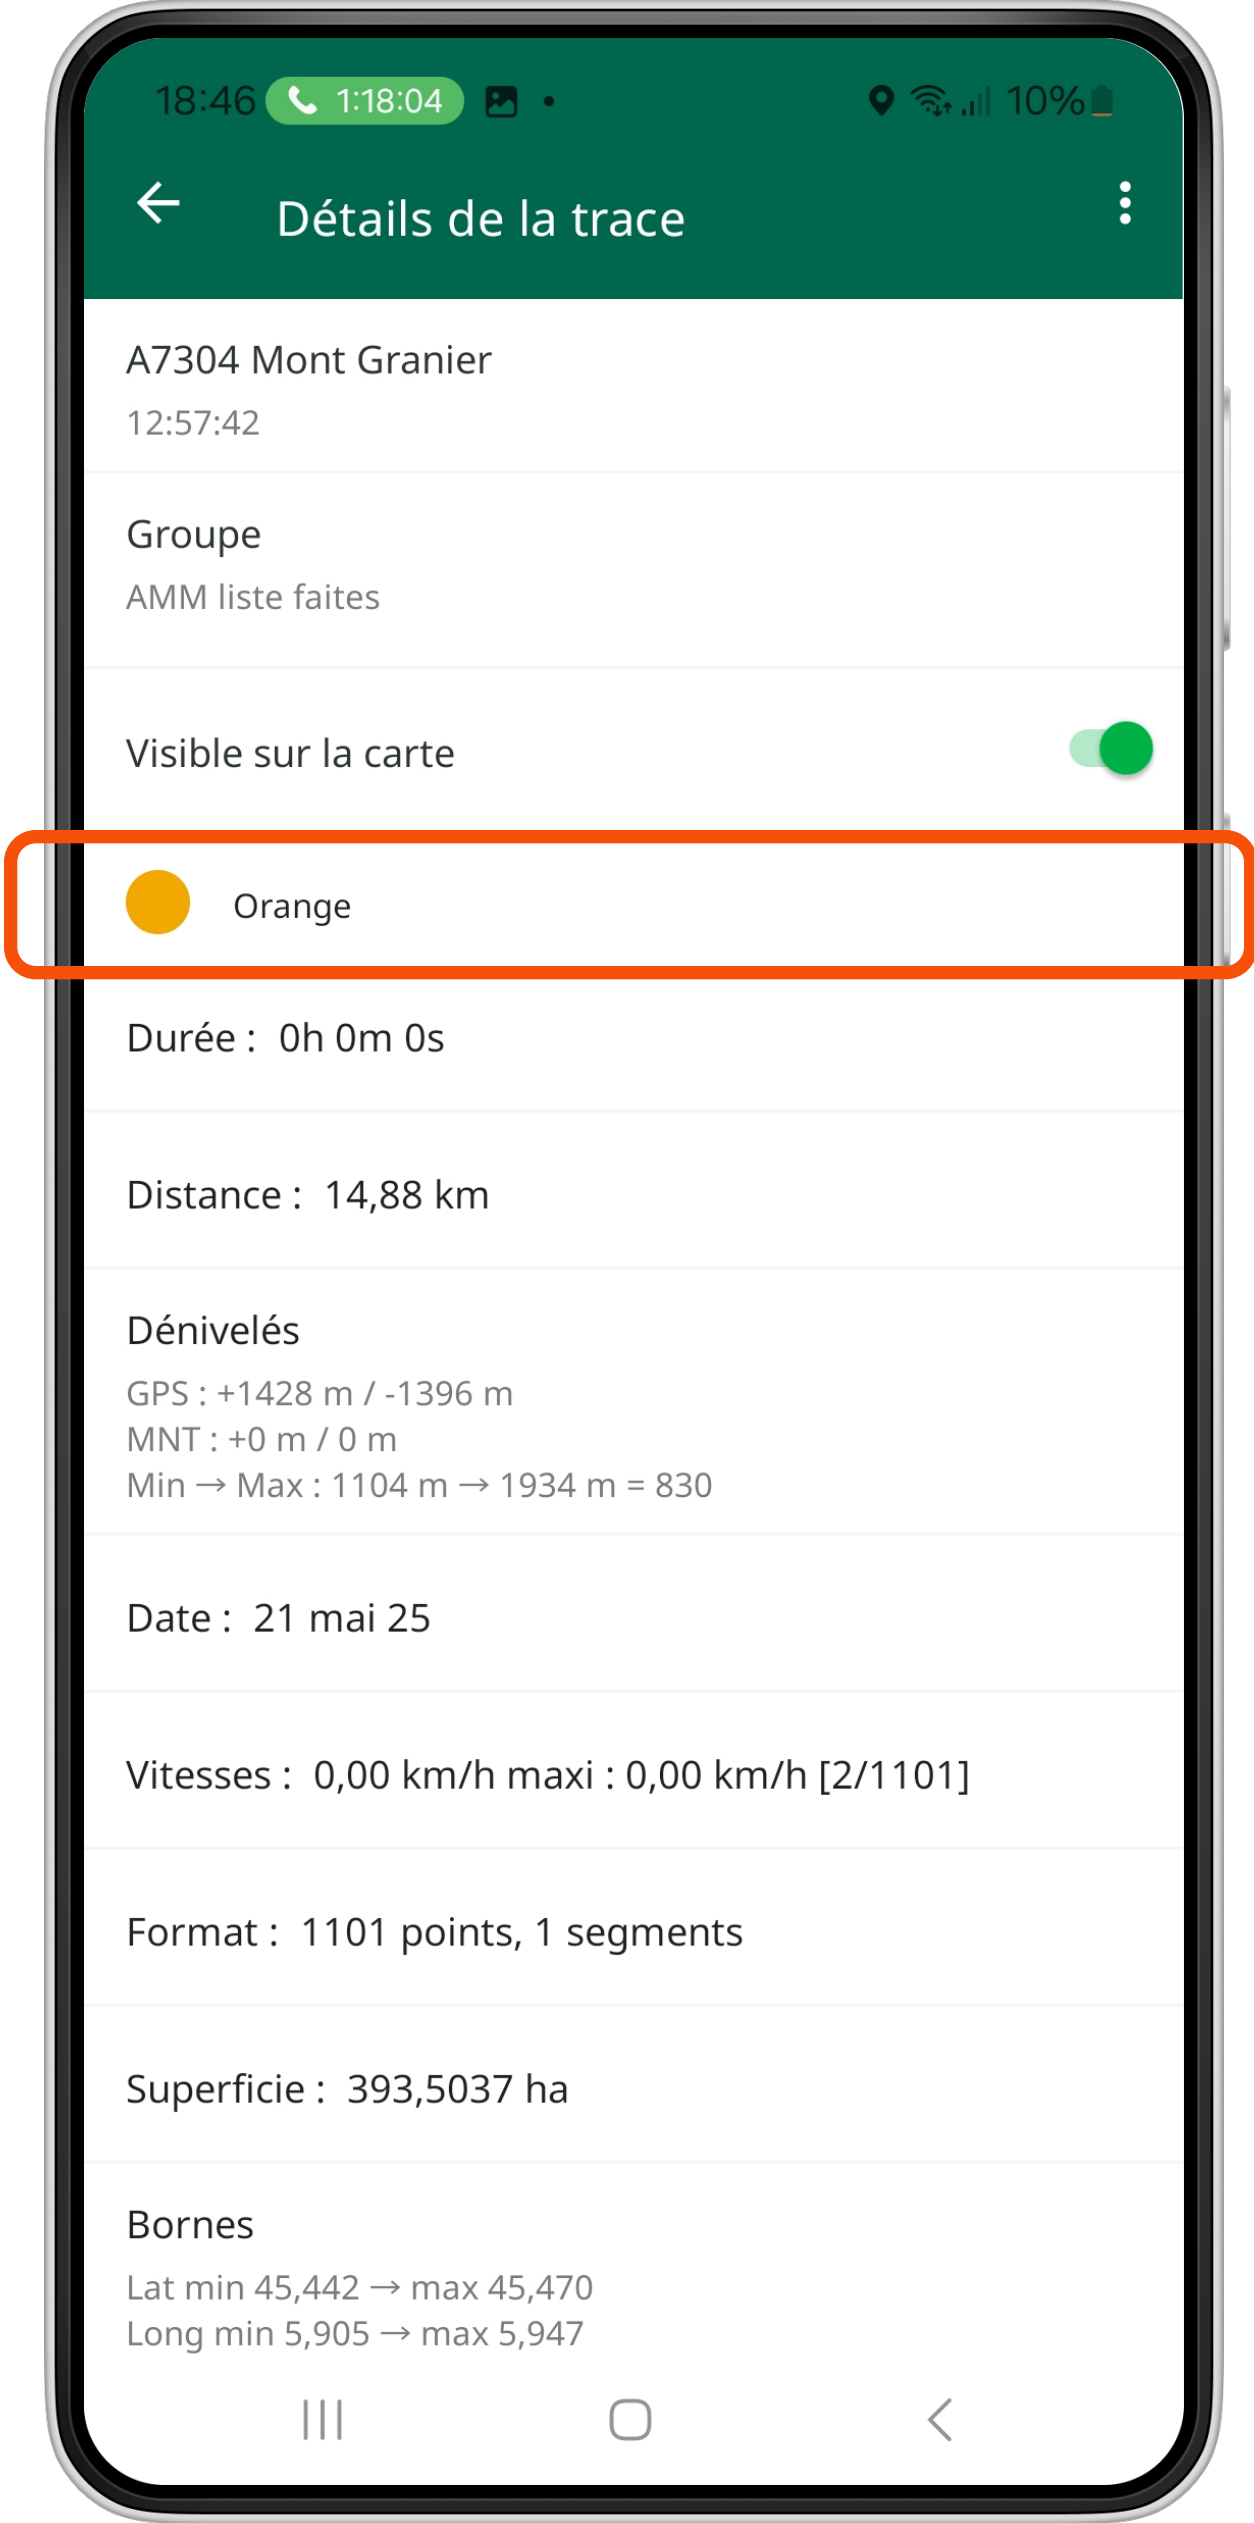 18:46 1:18:04 10%
Détails de la trace
A7304 Mont Granier
12:57:42
Groupe
AMM liste faites
Visible sur la carte
Orange
Durée : 0h 0m 0s
Distance : 14,88 km
Dénivelés
GPS : +1428 m / -1396 m
MNT : +0 m / 0 m
Min → Max : 1104 m → 1934 m = 830
Date : 21 mai 25
Vitesses : 0,00 km/h maxi : 0,00 km/h [2/1101]
Format : 1101 points, 1 segments
Superficie : 393,5037 ha
Bornes
Lat min 45,442 → max 45,470
Long min 5,905 → max 5,947